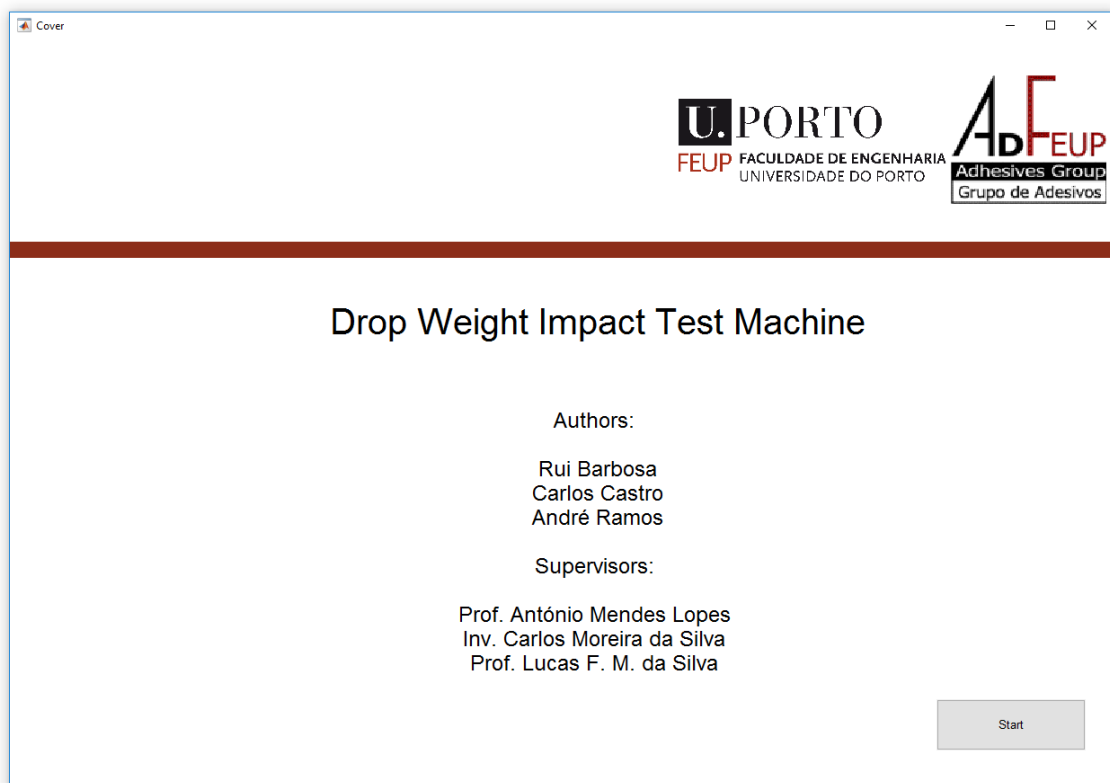 Cover
U. PORTO
FEUP FACULDADE DE ENGENHARIA
UNIVERSIDADE DO PORTO
ADFEUP
Adhesives Group
Grupo de Adesivos
Drop Weight Impact Test Machine
Authors:
Rui Barbosa
Carlos Castro
André Ramos
Supervisors:
Prof. António Mendes Lopes
Inv. Carlos Moreira da Silva
Prof. Lucas F. M. da Silva
Start